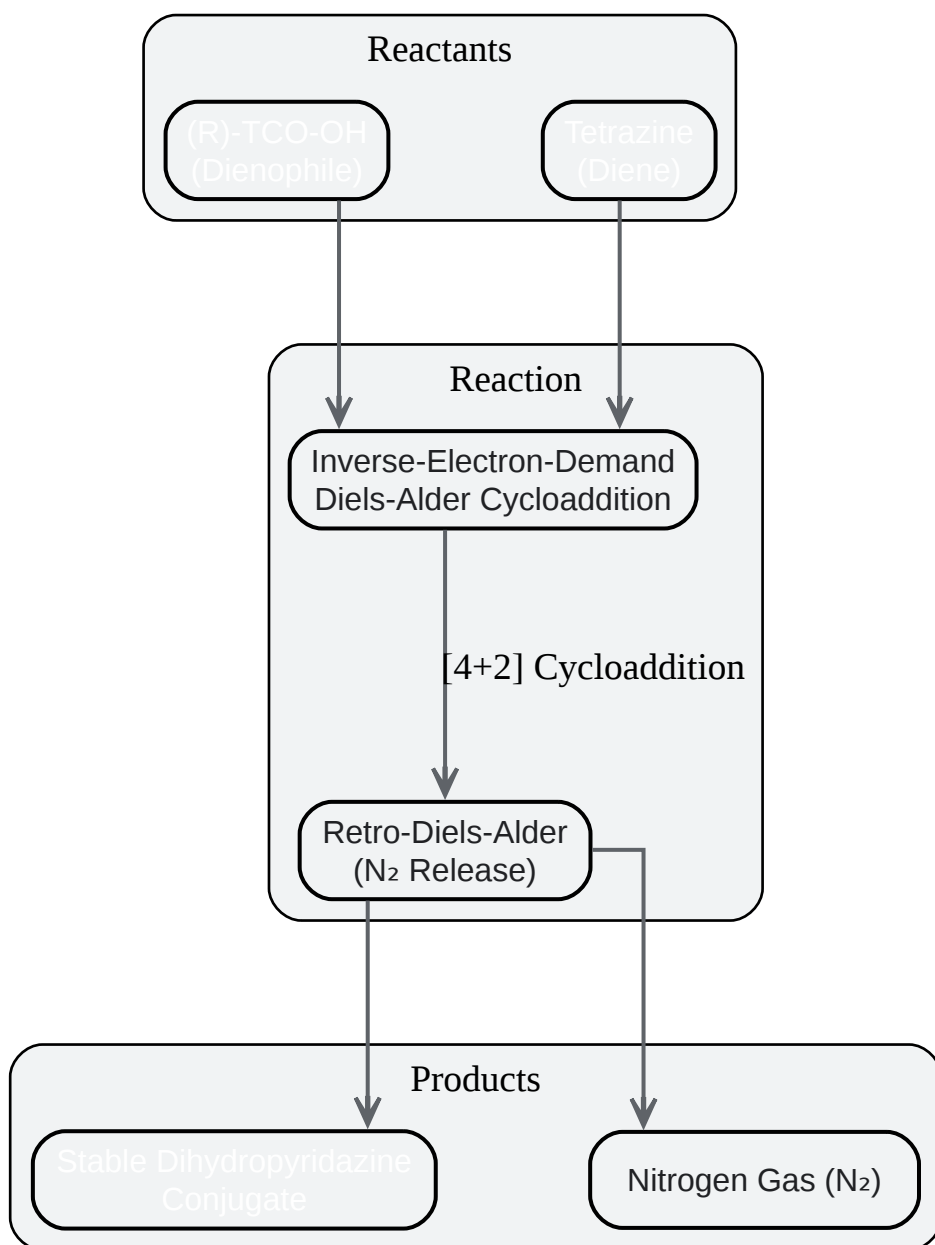 Reactants
(R)-TCO-OH
(Dienophile)
Tetrazine
(Diene)
Reaction
Inverse-Electron-Demand
Diels-Alder Cycloaddition
[4+2] Cycloaddition
Retro-Diels-Alder
(N₂ Release)
Products
Stable Dihydropyridazine
Conjugate
Nitrogen Gas (N₂)